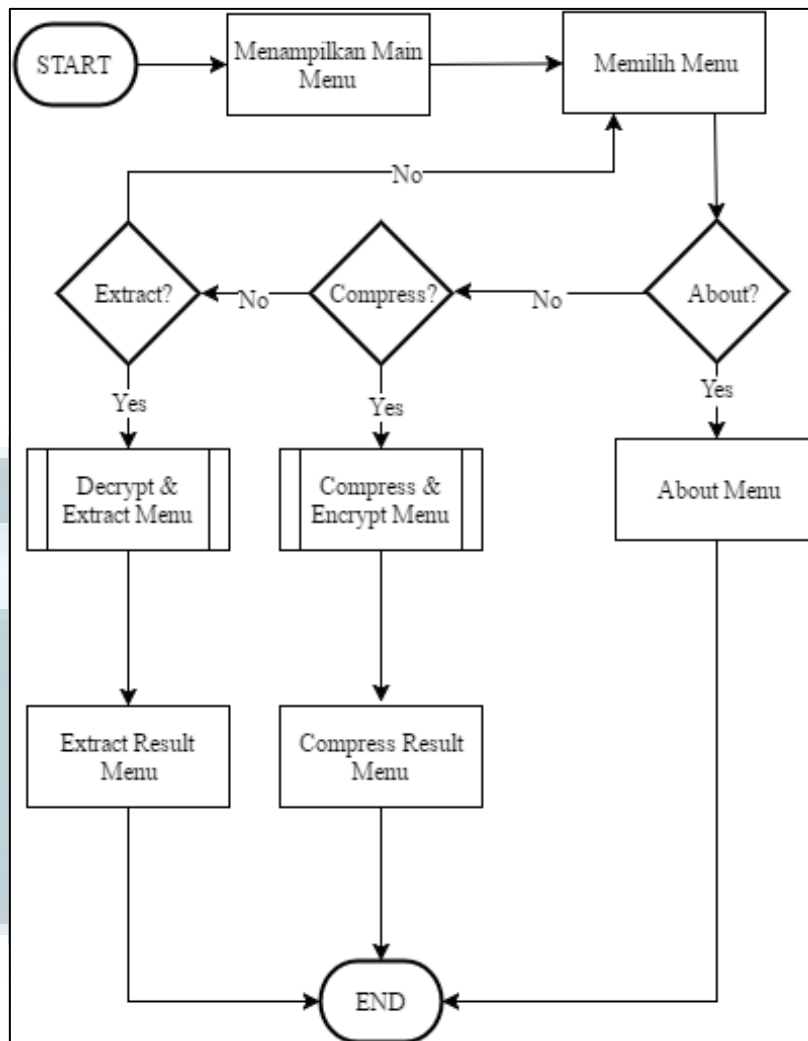 START
Menampilkan Main
Menu
Memilih Menu
No
Extract?
No
Compress?
No
About?
Yes
Yes
Yes
Decrypt &
Extract Menu
Compress &
Encrypt Menu
About Menu
Extract Result
Menu
Compress Result
Menu
END